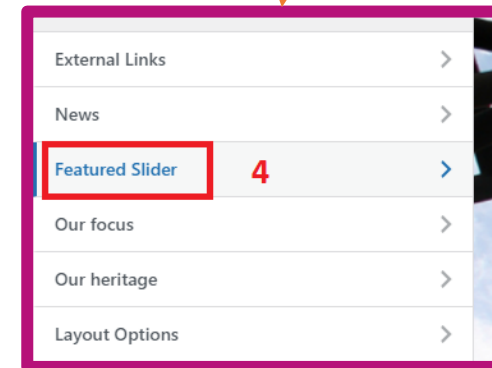 External Links
News
Featured Slider 4
Our focus
Our heritage
Layout Options